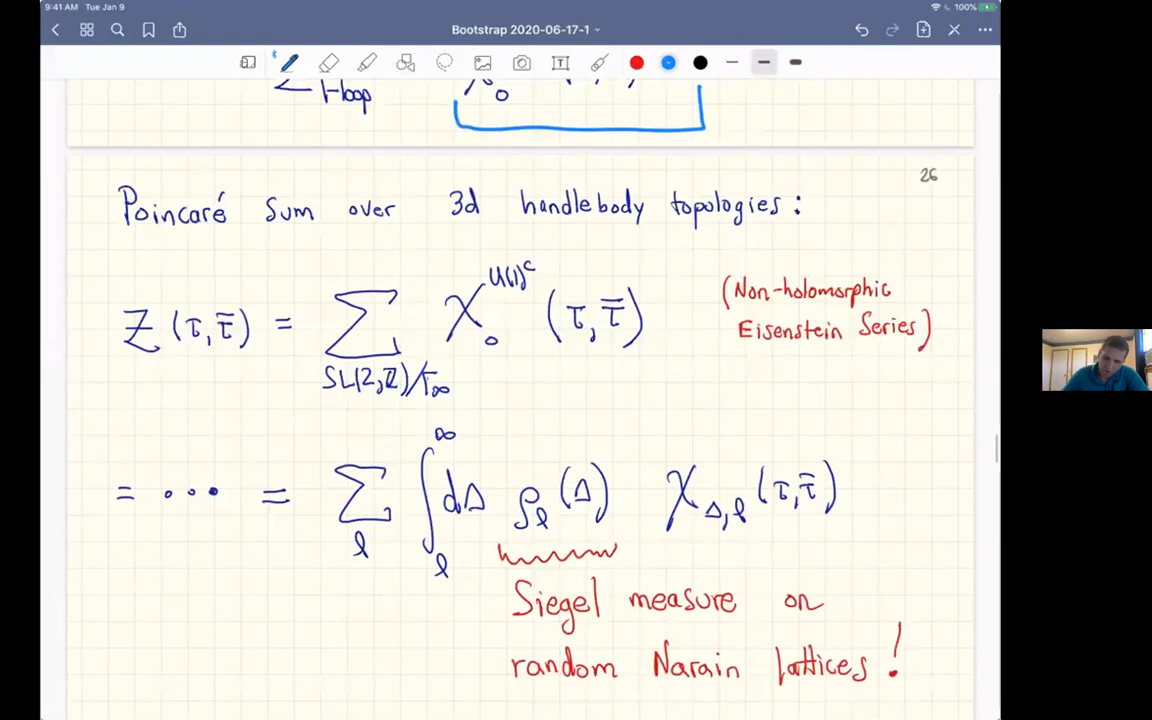 9:41 AM Tue Jan 9
100%
Bootstrap 2020-06-17-1
1-loop
26
Poincaré sum over 3d handlebody topologies:
Z(τ,τ̄) = Σ_{SL(2,Z)/Γ∞} χ₀^{U(1)^c} (τ,τ̄)
(Non-holomorphic
Eisenstein Series)
= ... = Σ_ℓ ∫_ℓ^∞ dΔ ρ_ℓ(Δ) χ_{Δ,ℓ}(τ,τ̄)
Siegel measure on
random Narain lattices!